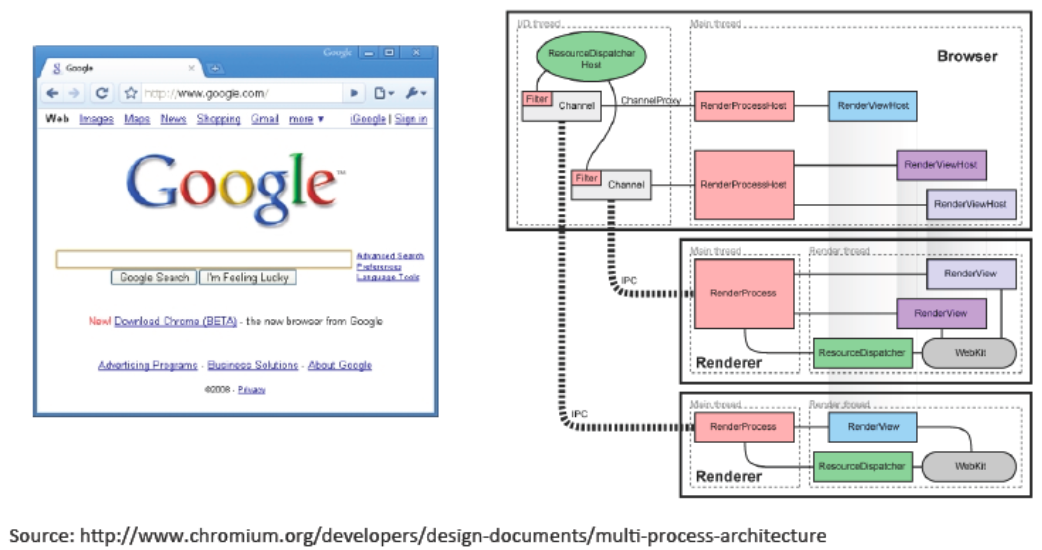 Google
Google
http://www.google.com/
Web Images Maps News Shopping Gmail more ▼ iGoogle | Sign in
Google™
Advanced Search
Preferences
Language Tools
Google Search I'm Feeling Lucky
New! Download Chrome (BETA) - the new browser from Google
Advertising Programs - Business Solutions - About Google
©2008 - Privacy
I/O thread
Main thread
Browser
ResourceDispatcher
Host
Filter
Channel
ChannelProxy
RenderProcessHost
RenderViewHost
Filter
Channel
RenderProcessHost
RenderViewHost
RenderViewHost
IPC
Main thread
Render thread
RenderProcess
RenderView
RenderView
ResourceDispatcher
WebKit
Renderer
IPC
Main thread
Render thread
RenderProcess
RenderView
ResourceDispatcher
WebKit
Renderer
Source: http://www.chromium.org/developers/design-documents/multi-process-architecture